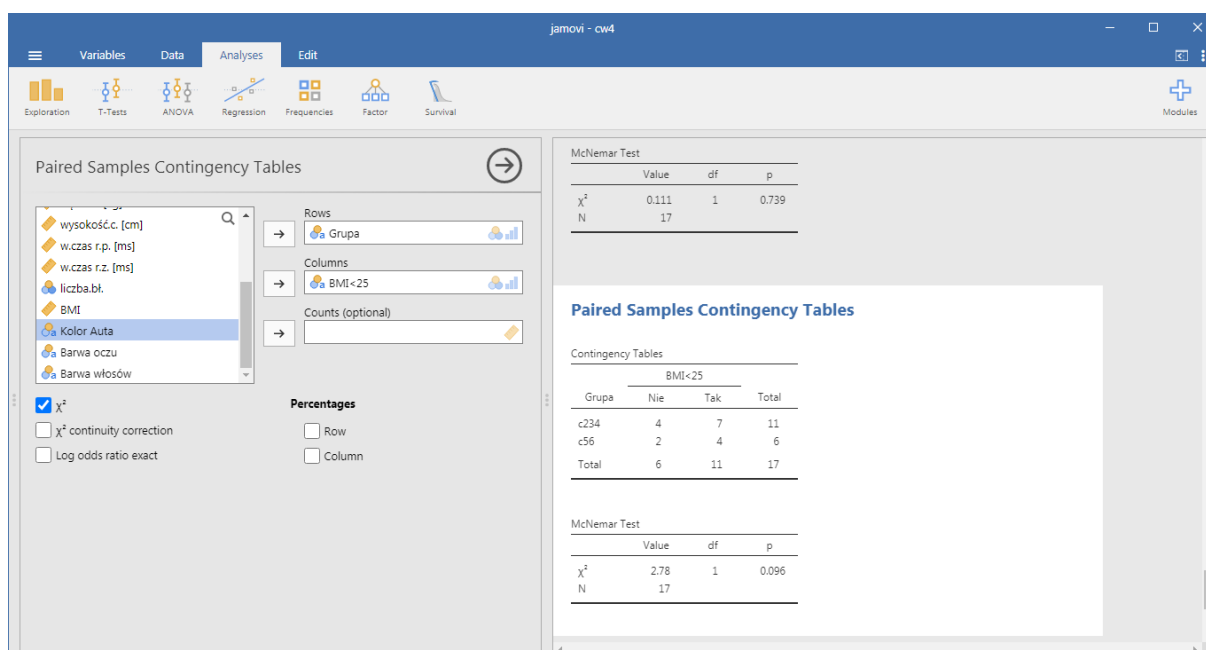 jamovi - cw4
Variables Data Analyses Edit
Exploration T-Tests ANOVA Regression Frequencies Factor Survival Modules
Paired Samples Contingency Tables
wysokość.c. [cm]
w.czas r.p. [ms]
w.czas r.z. [ms]
liczba.bł.
BMI
Kolor Auta
Barwa oczu
Barwa włosów
Rows
Grupa
Columns
BMI<25
Counts (optional)
χ²
χ² continuity correction
Log odds ratio exact
Percentages
Row
Column
McNemar Test
Value df p
χ² 0.111 1 0.739
N 17
Paired Samples Contingency Tables
Contingency Tables
BMI<25
Grupa Nie Tak Total
c234 4 7 11
c56 2 4 6
Total 6 11 17
McNemar Test
Value df p
χ² 2.78 1 0.096
N 17